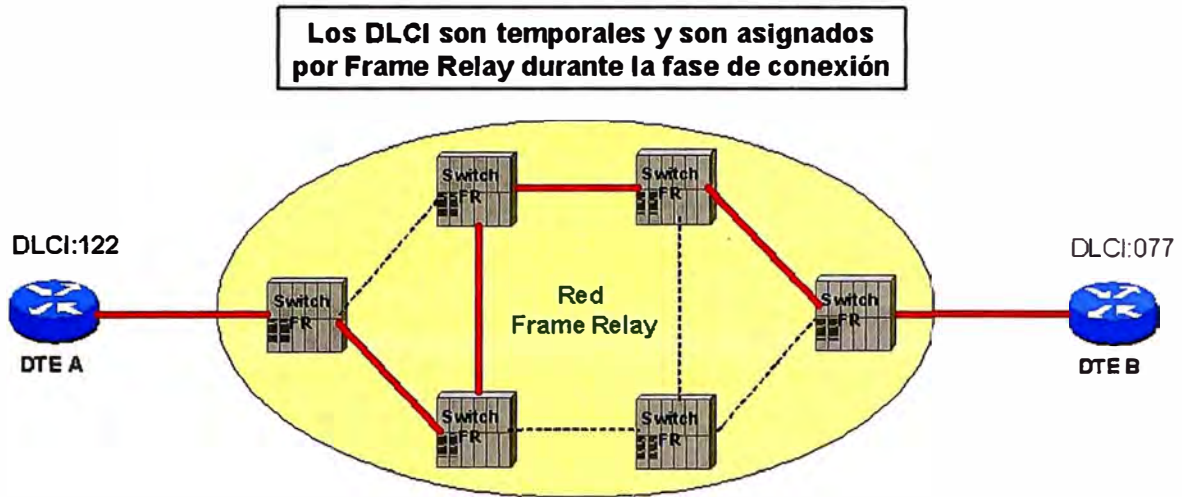 Los DLCI son temporales y son asignados
por Frame Relay durante la fase de conexión
Switch
FR
Switch
FR
DLCI:122
DLCI:077
Switch
FR
Red
Frame Relay
Switch
FR
DTE A
DTE B
Switch
FR
Switch
FR